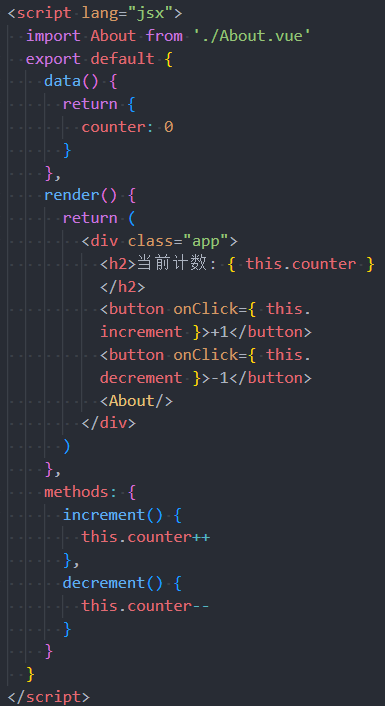 <script lang="jsx">
import About from './About.vue'
export default {
data() {
return {
counter: 0
}
},
render() {
return (
<div class="app">
<h2>当前计数: { this.counter }
</h2>
<button onClick={ this.
increment }>+1</button>
<button onClick={ this.
decrement }>-1</button>
<About/>
</div>
)
},
methods: {
increment() {
this.counter++
},
decrement() {
this.counter--
}
}
}
</script>